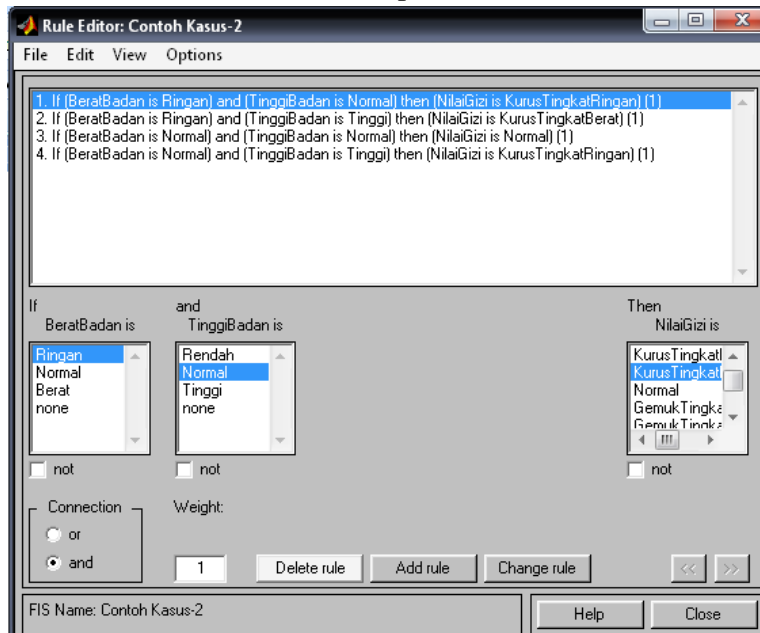 Rule Editor: Contoh Kasus-2
File Edit View Options
1. If (BeratBadan is Ringan) and (TinggiBadan is Normal) then (NilaiGizi is KurusTingkatRingan) (1)
2. If (BeratBadan is Ringan) and (TinggiBadan is Tinggi) then (NilaiGizi is KurusTingkatBerat) (1)
3. If (BeratBadan is Normal) and (TinggiBadan is Normal) then (NilaiGizi is Normal) (1)
4. If (BeratBadan is Normal) and (TinggiBadan is Tinggi) then (NilaiGizi is KurusTingkatRingan) (1)
If and Then
BeratBadan is TinggiBadan is NilaiGizi is
Ringan Rendah KurusTingkatl
Normal Normal KurusTingkatl
Berat Tinggi Normal
none none GemukTingka
GemukTingka
not not not
Connection Weight:
or
and 1 Delete rule Add rule Change rule << >>
FIS Name: Contoh Kasus-2 Help Close